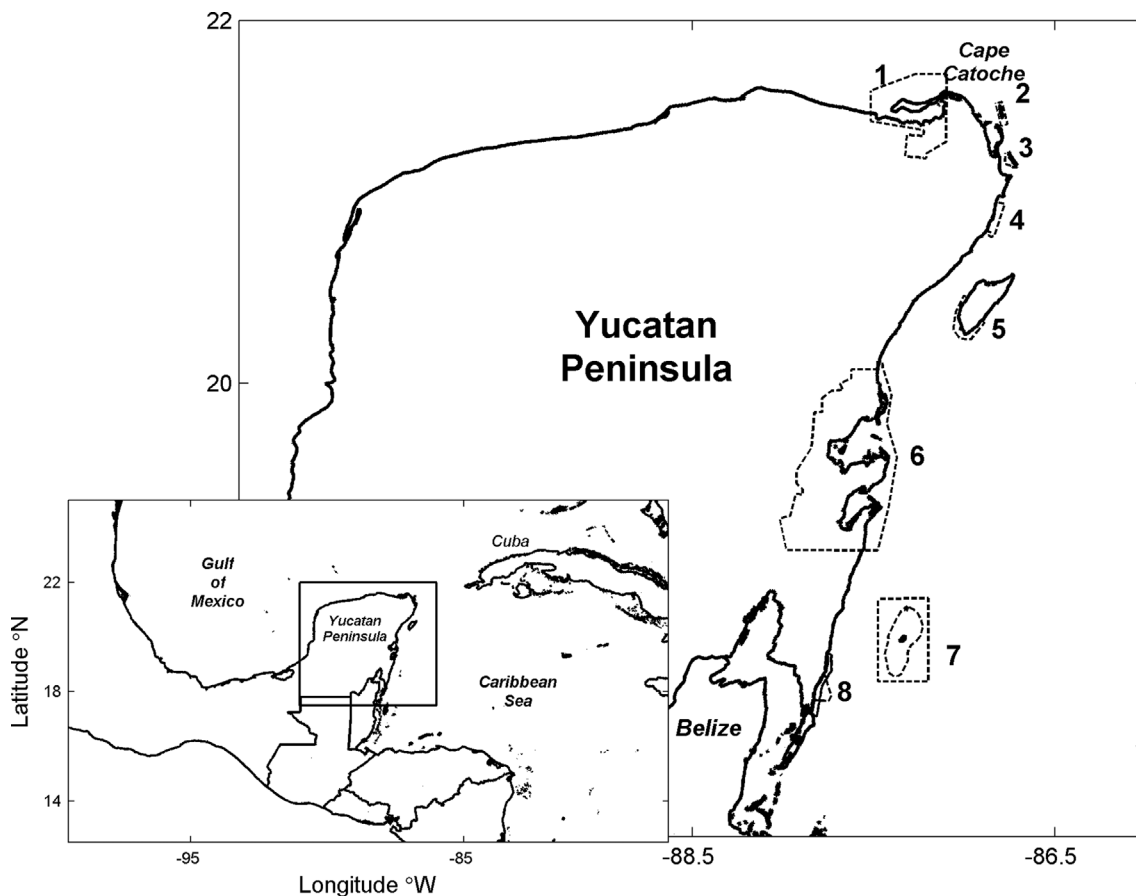 22
Cape
Catoche
1
2
3
4
Yucatan
Peninsula
5
20
6
Cuba
Gulf
of
Mexico
22
Yucatan
Peninsula
Caribbean
Sea
18
14
7
8
Belize
Latitude °N
-95
-85
-88.5
-86.5
Longitude °W